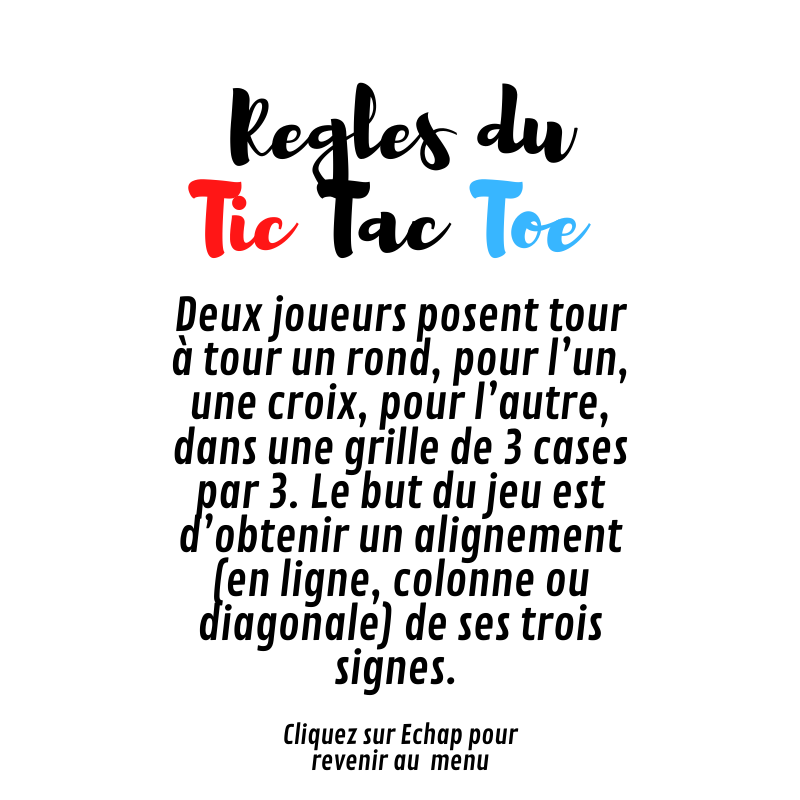 Regles du
Tic Tac Toe
Deux joueurs posent tour
à tour un rond, pour l’un,
une croix, pour l’autre,
dans une grille de 3 cases
par 3. Le but du jeu est
d’obtenir un alignement
(en ligne, colonne ou
diagonale) de ses trois
signes.
Cliquez sur Echap pour
revenir au menu